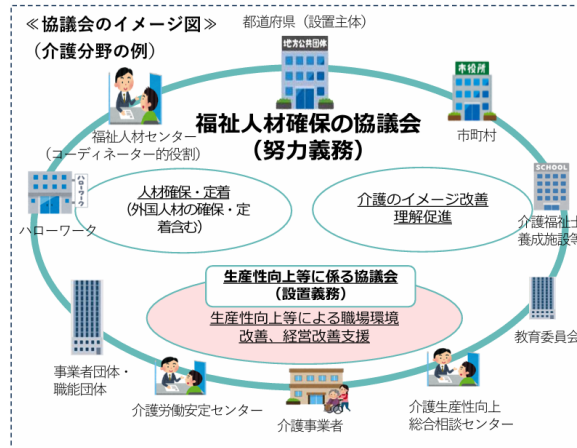 ≪協議会のイメージ図≫
(介護分野の例)
都道府県(設置主体)
地方公共団体
市役所
福祉人材センター
(コーディネーター的役割)
福祉人材確保の協議会
(努力義務)
市町村
SCHOOL
ハローワーク
ハローワーク
人材確保・定着
(外国人材の確保・定
着含む)
介護のイメージ改善
理解促進
介護福祉士
養成施設等
生産性向上等に係る協議会
(設置義務)
生産性向上等による職場環境
改善、経営改善支援
教育委員会
事業者団体・
職能団体
介護労働安定センター
介護事業者
介護生産性向上
総合相談センター